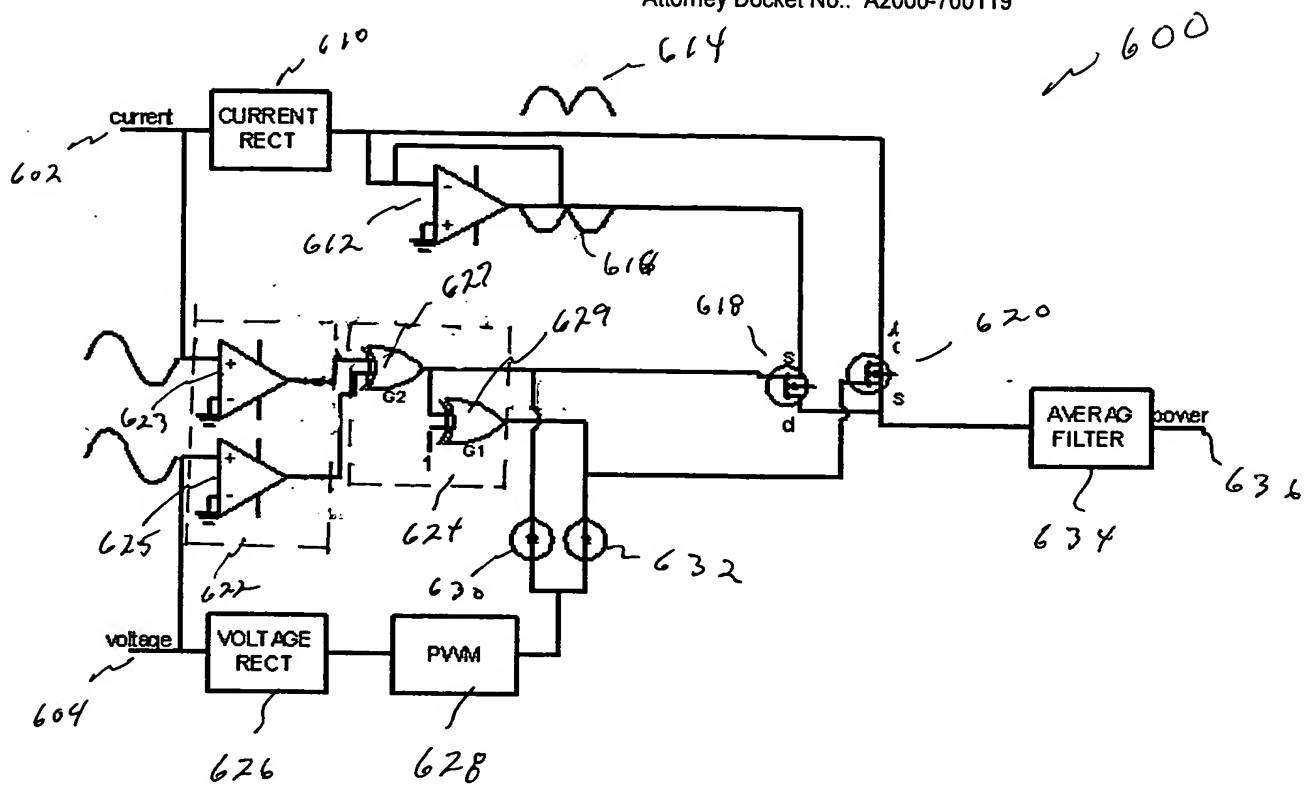 Attorney Docket No.: A2000-700119
600
610
614
current
CURRENT
RECT
602
-
+
612
616
627
618
629
620
s
d
s
d
+
-
623
G2
G1
1
+
-
625
622
624
630
632
AVERAG
FILTER
power
634
636
voltage
604
VOLTAGE
RECT
PWM
626
628